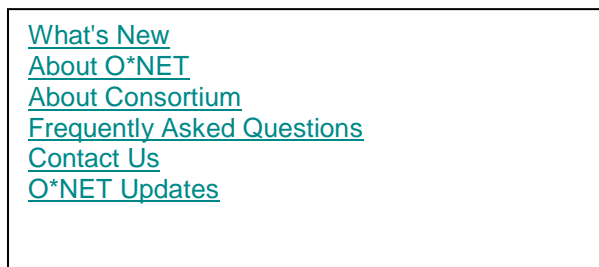 What's New
About O*NET
About Consortium
Frequently Asked Questions
Contact Us
O*NET Updates